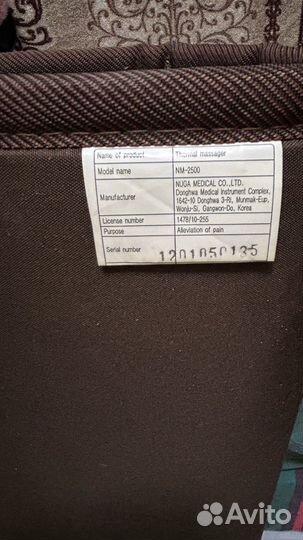 Name of product Thermal massager
Model name NM-2500
Manufacturer NUGA MEDICAL CO., LTD.
Donghwa Medical Instrument Complex,
1642-10 Donghwa 3-Ri, Munmak-Eup,
Wonju-Si, Gangwon-Do, Korea
License number 1478/10-255
Purpose Alleviation of pain
Serial number 1201050135
Avito